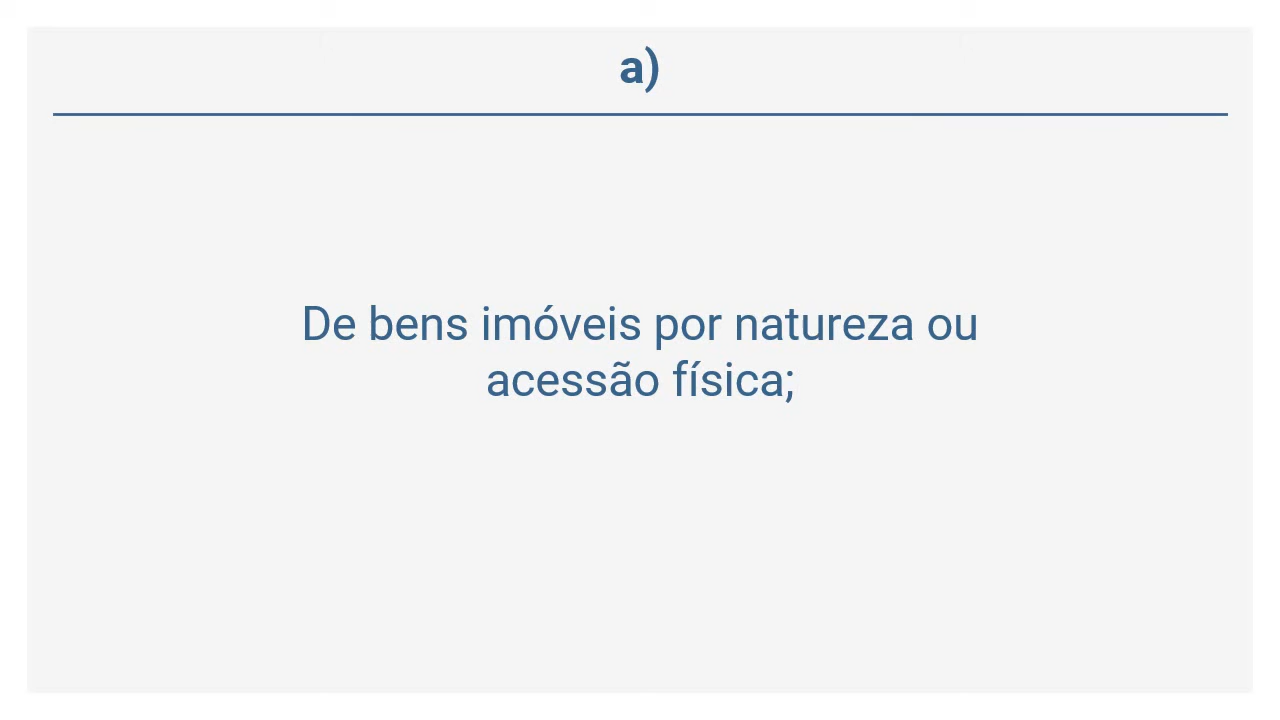 a)
De bens imóveis por natureza ou
acessão física;